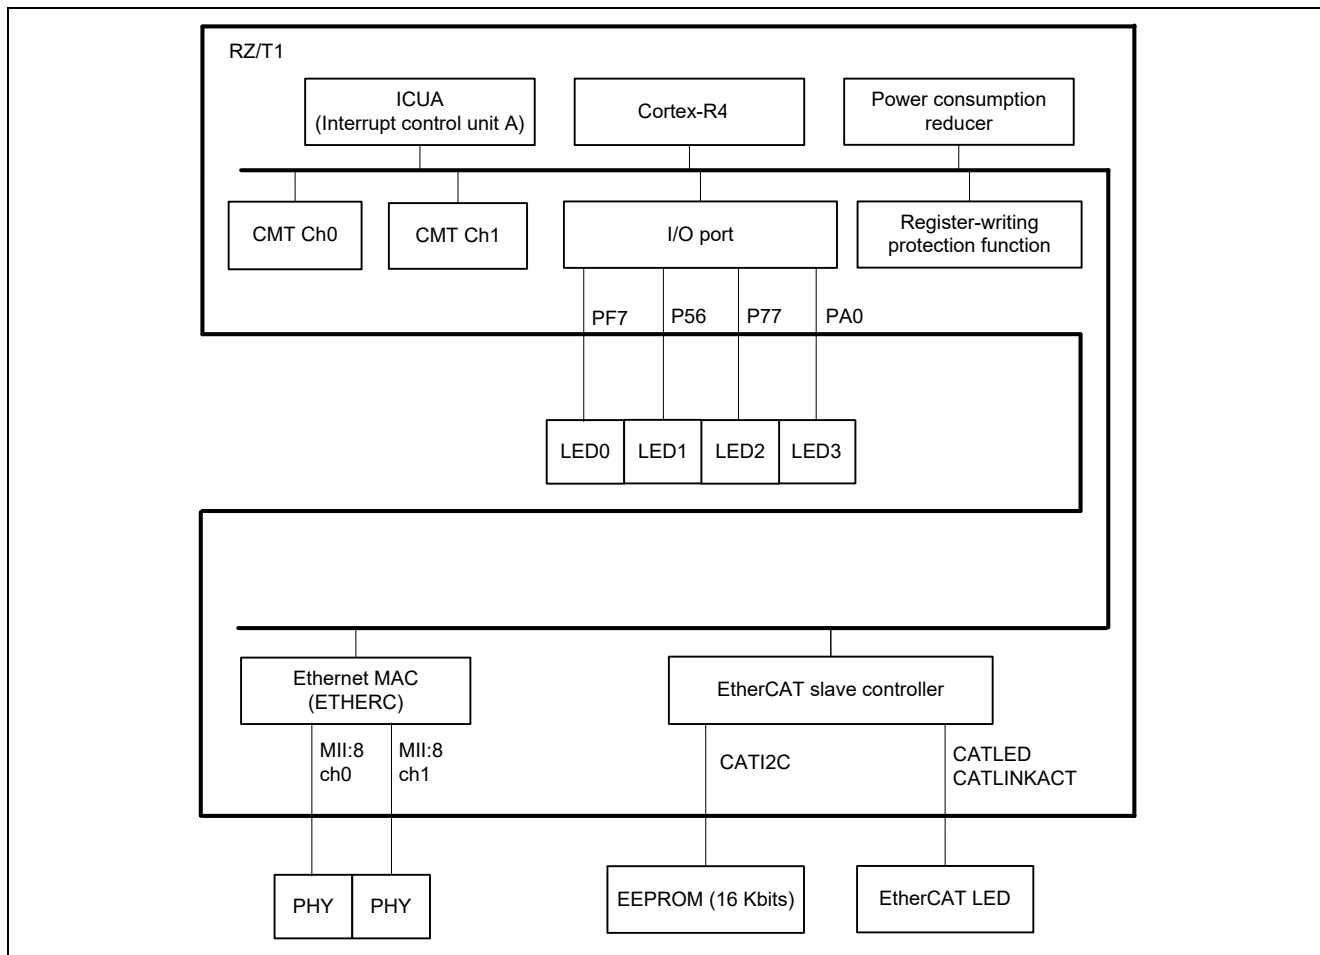 RZ/T1
ICUA
(Interrupt control unit A)
Cortex-R4
Power consumption
reducer
CMT Ch0
CMT Ch1
I/O port
Register-writing
protection function
PF7
P56
P77
PA0
LED0
LED1
LED2
LED3
Ethernet MAC
(ETHERC)
EtherCAT slave controller
MII:8
ch0
MII:8
ch1
CATI2C
CATLED
CATLINKACT
PHY
PHY
EEPROM (16 Kbits)
EtherCAT LED